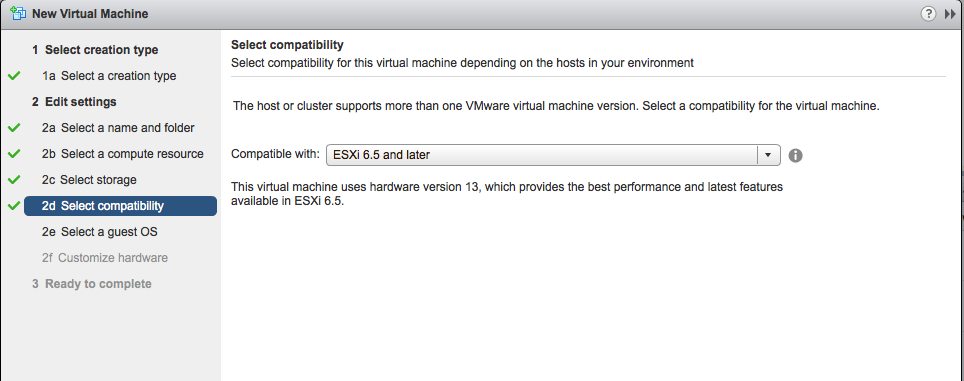 New Virtual Machine
?
1 Select creation type
1a Select a creation type
2 Edit settings
2a Select a name and folder
2b Select a compute resource
2c Select storage
2d Select compatibility
2e Select a guest OS
2f Customize hardware
3 Ready to complete
Select compatibility
Select compatibility for this virtual machine depending on the hosts in your environment
The host or cluster supports more than one VMware virtual machine version. Select a compatibility for the virtual machine.
Compatible with: ESXi 6.5 and later
This virtual machine uses hardware version 13, which provides the best performance and latest features
available in ESXi 6.5.